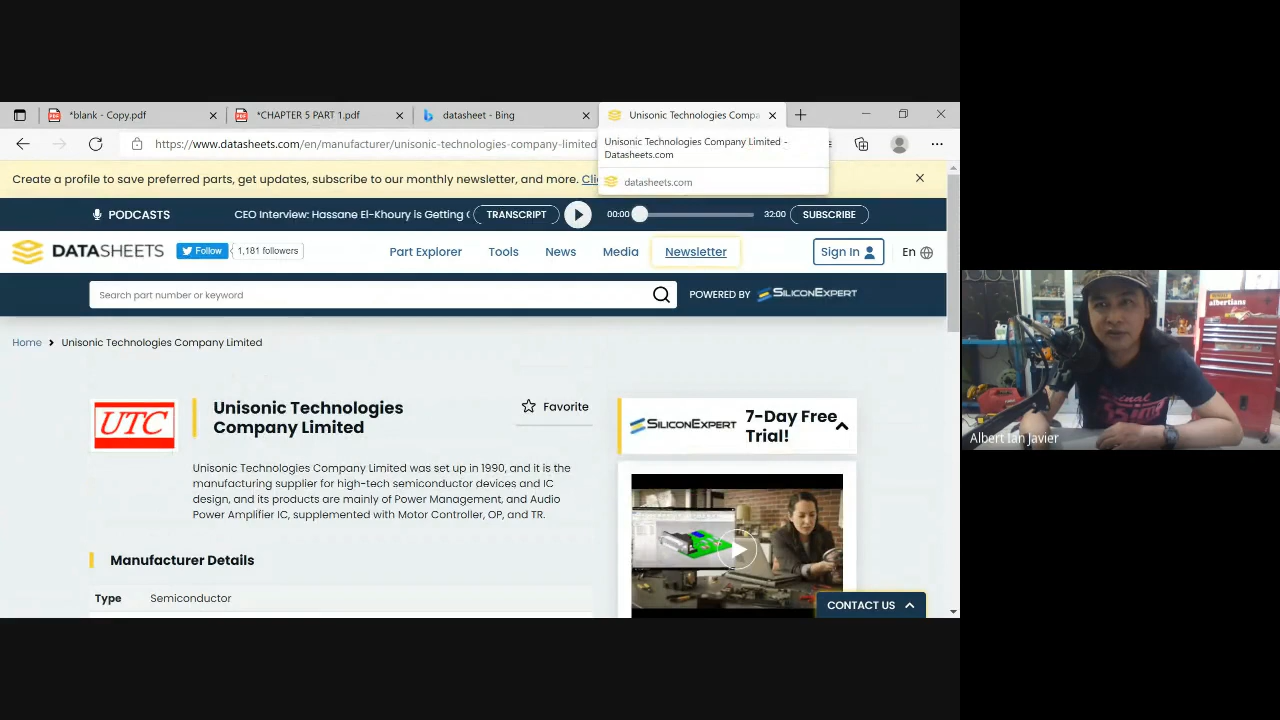 *blank - Copy.pdf
*CHAPTER 5 PART 1.pdf
datasheet - Bing
Unisonic Technologies Compa
https://www.datasheets.com/en/manufacturer/unisonic-technologies-company-limited
Unisonic Technologies Company Limited -
Datasheets.com
datasheets.com
Create a profile to save preferred parts, get updates, subscribe to our monthly newsletter, and more. Cli
PODCASTS
CEO Interview: Hassane El-Khoury is Getting
TRANSCRIPT
00:00
32:00
SUBSCRIBE
DATASHEETS
Follow
1,181 followers
Part Explorer
Tools
News
Media
Newsletter
Sign In
En
Search part number or keyword
POWERED BY
SILICONEXPERT
Home
Unisonic Technologies Company Limited
UTC
Unisonic Technologies
Company Limited
Favorite
Unisonic Technologies Company Limited was set up in 1990, and it is the
manufacturing supplier for high-tech semiconductor devices and IC
design, and its products are mainly of Power Management, and Audio
Power Amplifier IC, supplemented with Motor Controller, OP, and TR.
SILICONEXPERT
7-Day Free
Trial!
Manufacturer Details
Type
Semiconductor
CONTACT US
albertians
Albert Ian Javier